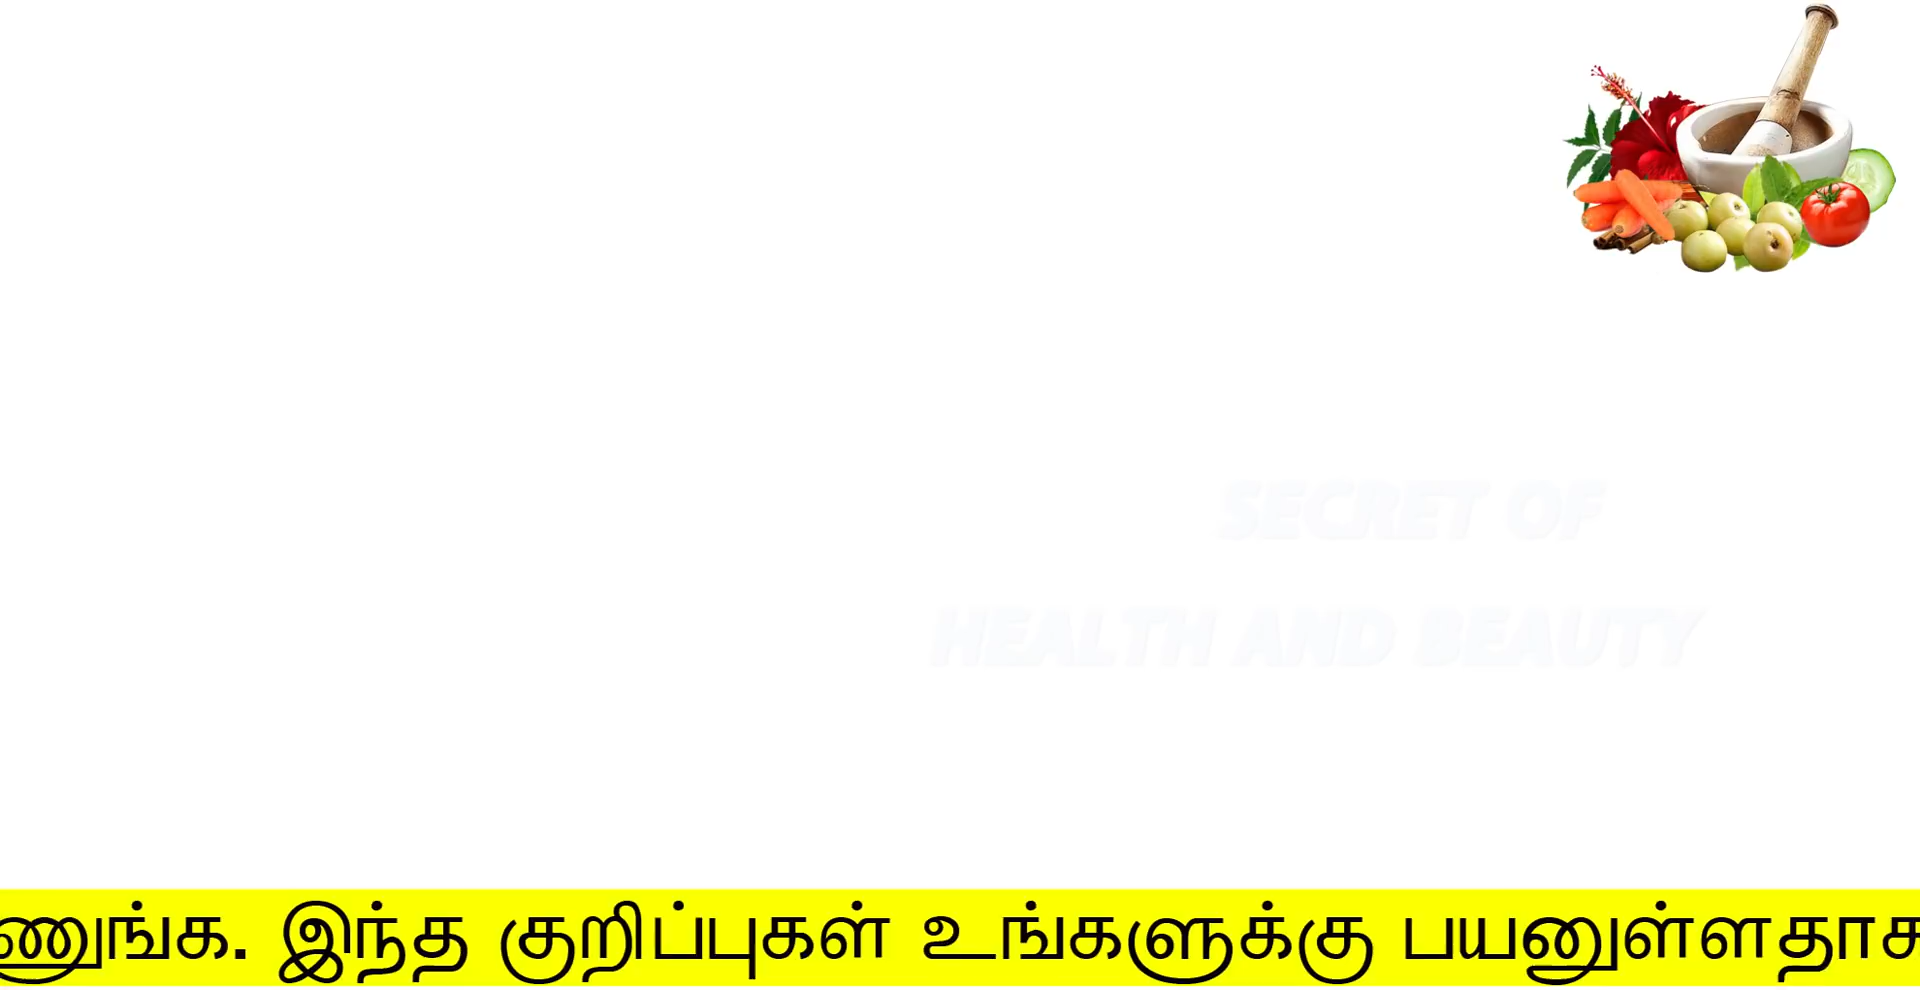 SECRET OF
HEALTH AND BEAUTY
ணுங்க. இந்த குறிப்புகள் உங்களுக்கு பயனுள்ளதாக